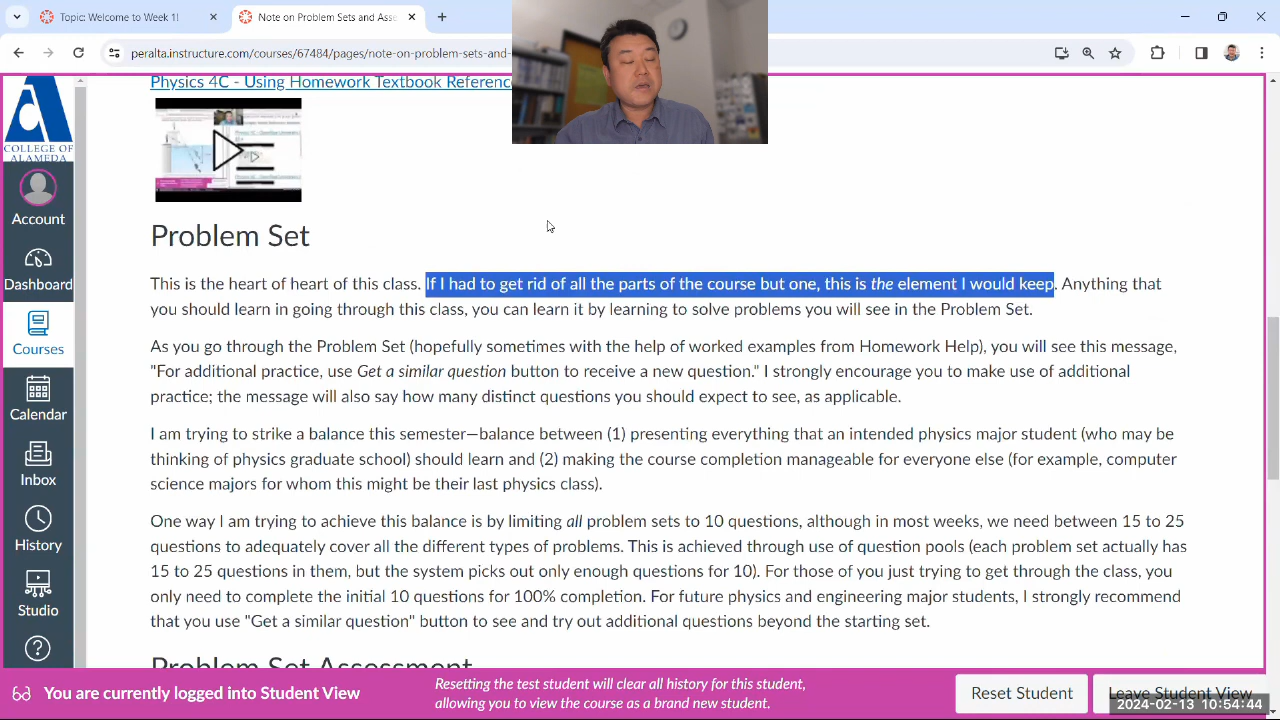 peralta.instructure.com/courses/67484/pages/note-on-problem-sets-and-
Physics 4C - Using Homework Textbook Referenc
COLLEGE OF
ALAMEDA
Account
Dashboard
Courses
Calendar
Inbox
History
Studio
Problem Set
This is the heart of heart of this class. If I had to get rid of all the parts of the course but one, this is the element I would keep. Anything that
you should learn in going through this class, you can learn it by learning to solve problems you will see in the Problem Set.
As you go through the Problem Set (hopefully sometimes with the help of worked examples from Homework Help), you will see this message,
"For additional practice, use Get a similar question button to receive a new question." I strongly encourage you to make use of additional
practice; the message will also say how many distinct questions you should expect to see, as applicable.
I am trying to strike a balance this semester—balance between (1) presenting everything that an intended physics major student (who may be
thinking of physics graduate school) should learn and (2) making the course completion manageable for everyone else (for example, computer
science majors for whom this might be their last physics class).
One way I am trying to achieve this balance is by limiting all problem sets to 10 questions, although in most weeks, we need between 15 to 25
questions to adequately cover all the different types of problems. This is achieved through use of question pools (each problem set actually has
15 to 25 questions in them, but the system picks out only enough questions for 10). For those of you just trying to get through the class, you
only need to complete the initial 10 questions for 100% completion. For future physics and engineering major students, I strongly recommend
that you use "Get a similar question" button to see and try out additional questions beyond the starting set.
Problem Set Assessment
You are currently logged into Student View
Resetting the test student will clear all history for this student,
allowing you to view the course as a brand new student.
Reset Student
Leave Student View
2024-02-13 10:54:44